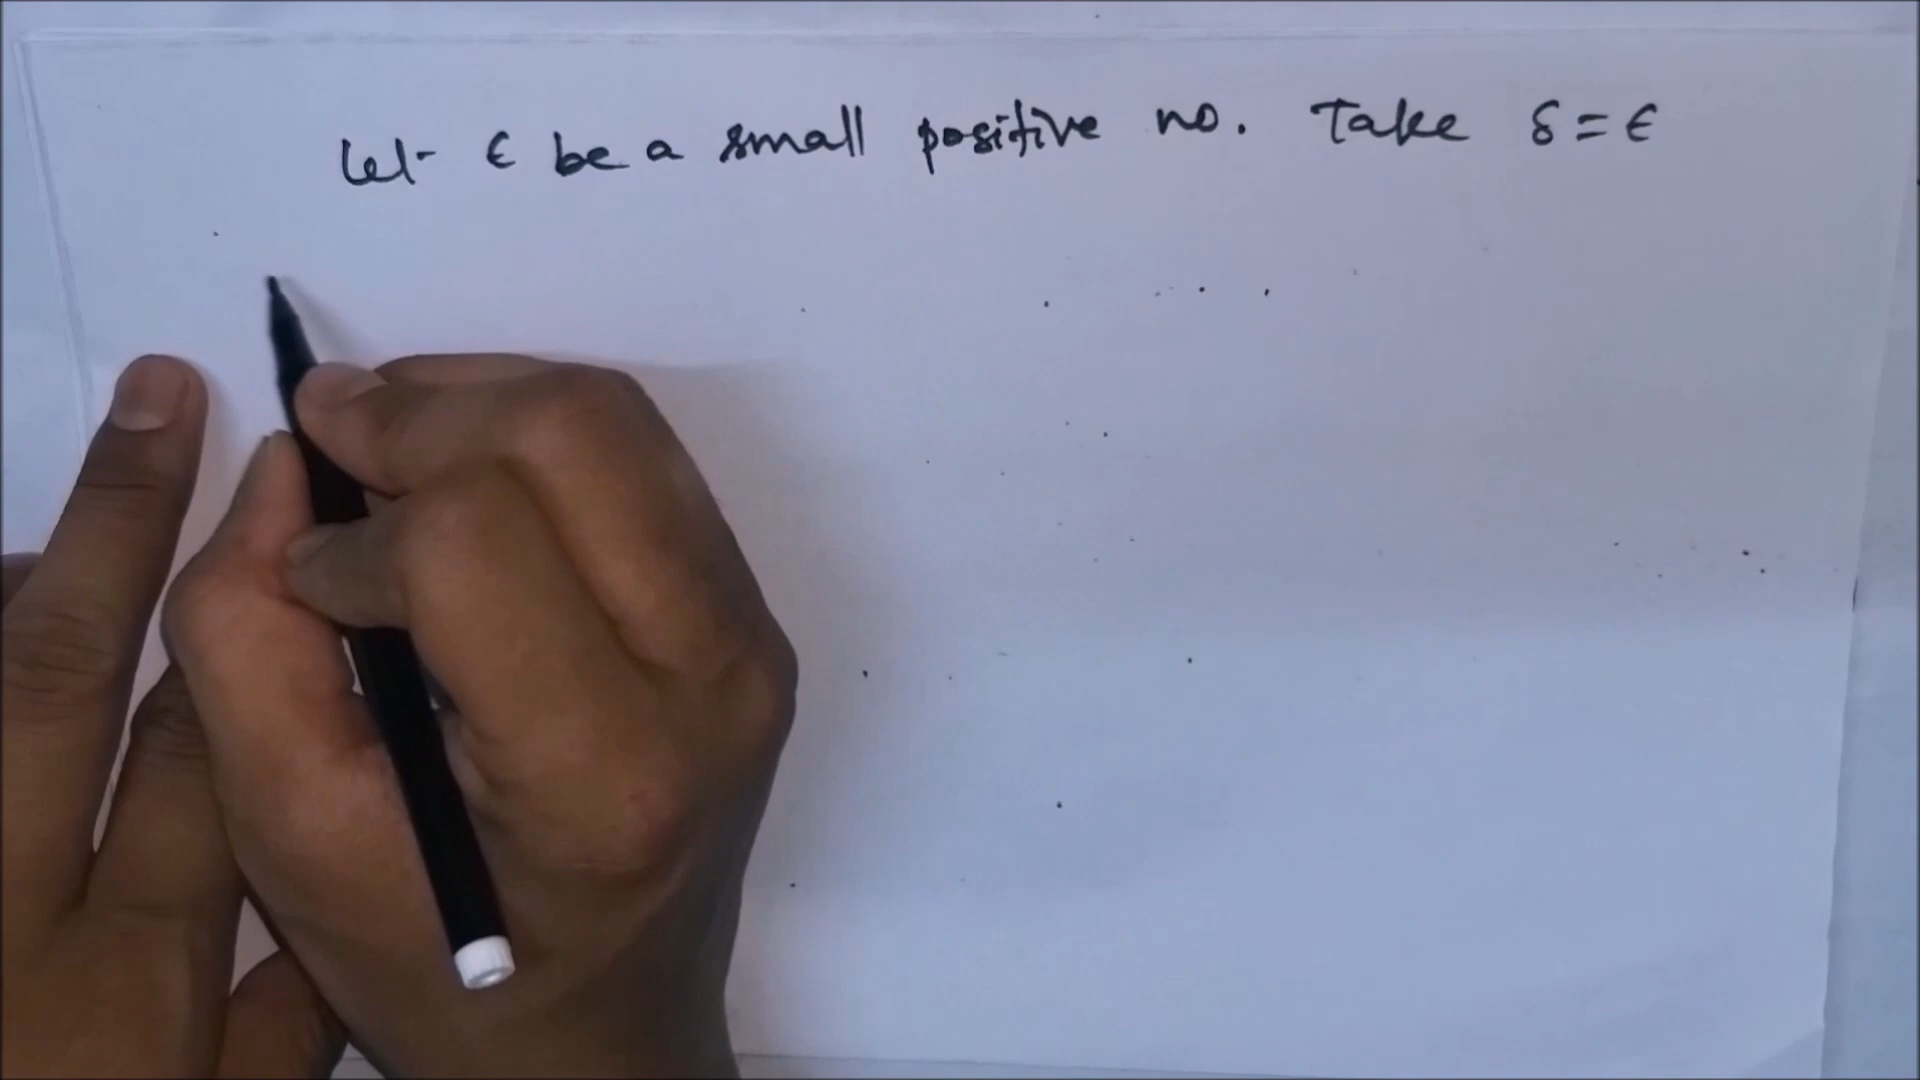 Let ϵ be a small positive no. Take δ = ϵ